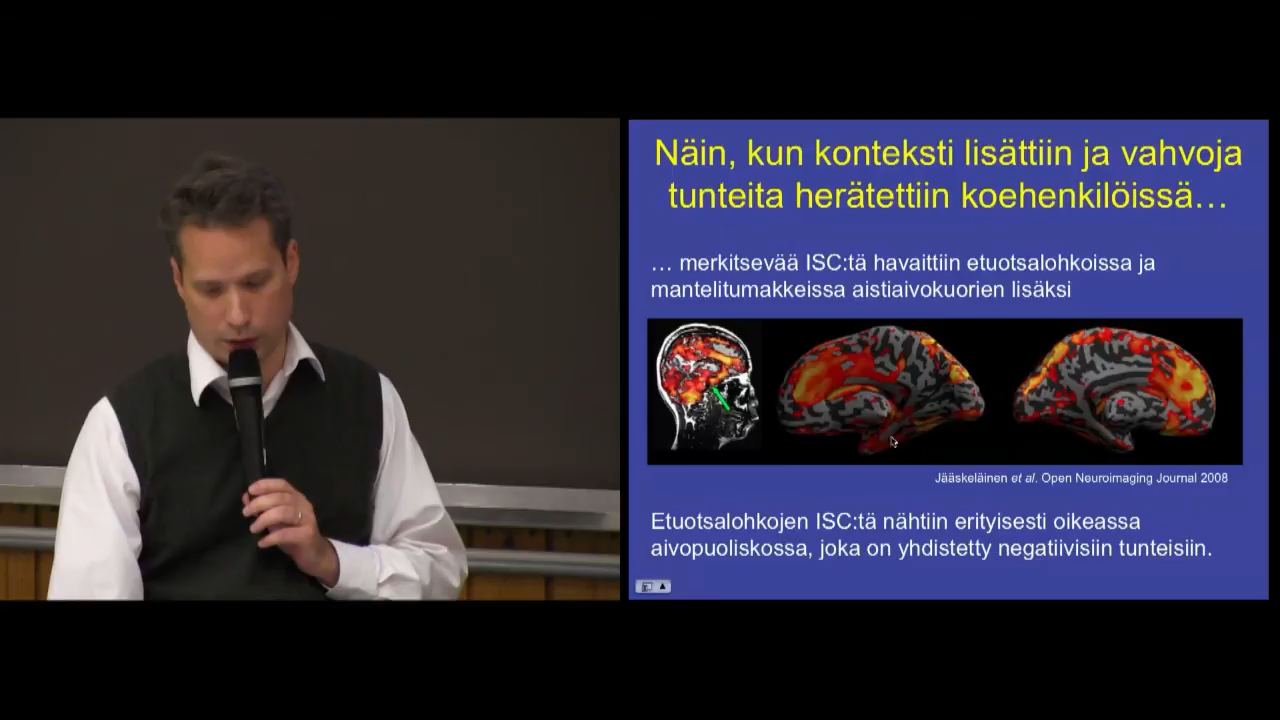 Näin, kun konteksti lisättiin ja vahvoja
tunteita herätettiin koehenkilöissä…
… merkitsevää ISC:tä havaittiin etuotsalohkoissa ja
mantelitumakkeissa aistiaivokuorien lisäksi
Jääskeläinen et al. Open Neuroimaging Journal 2008
Etuotsalohkojen ISC:tä nähtiin erityisesti oikeassa
aivopuoliskossa, joka on yhdistetty negatiivisiin tunteisiin.